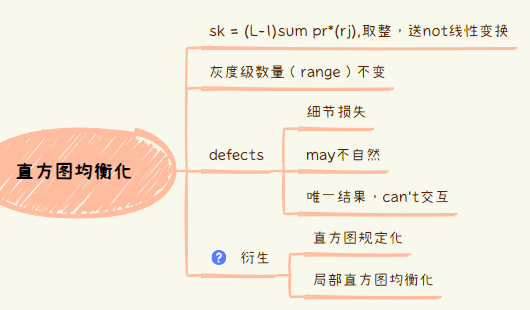 直方图均衡化
sk = (L-l)sum pr*(rj),取整，送not线性变换
灰度级数量（range）不变
defects
细节损失
may不自然
唯一结果，can't交互
衍生
直方图规定化
局部直方图均衡化